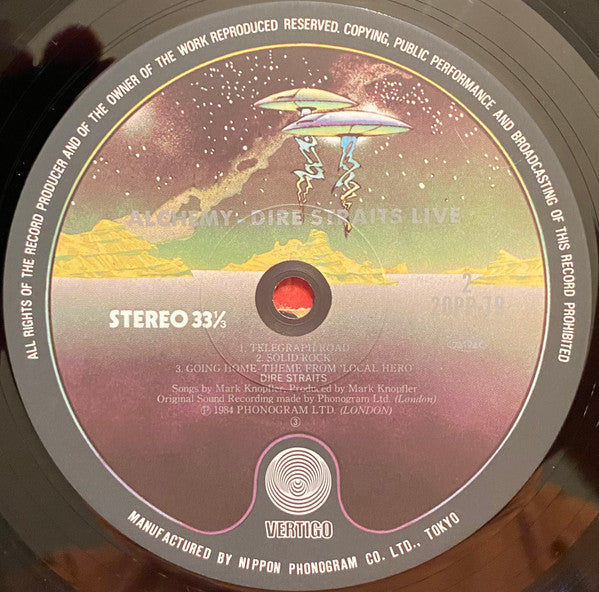 ALL RIGHTS OF THE RECORD PRODUCER AND OF THE OWNER OF THE WORK REPRODUCED RESERVED. COPYING, PUBLIC PERFORMANCE AND BROADCASTING OF THIS RECORD PROHIBITED
ALCHEMY - DIRE STRAITS LIVE
STEREO 33⅓
2
20PP-79
1. TELEGRAPH ROAD
2. SOLID ROCK
3. GOING HOME-THEME FROM 'LOCAL HERO'
DIRE STRAITS
Songs by Mark Knopfler. Produced by Mark Knopfler
Original Sound Recording made by Phonogram Ltd. (London)
Ⓟ 1984 PHONOGRAM LTD. (LONDON)
③
VERTIGO
MANUFACTURED BY NIPPON PHONOGRAM CO. LTD., TOKYO